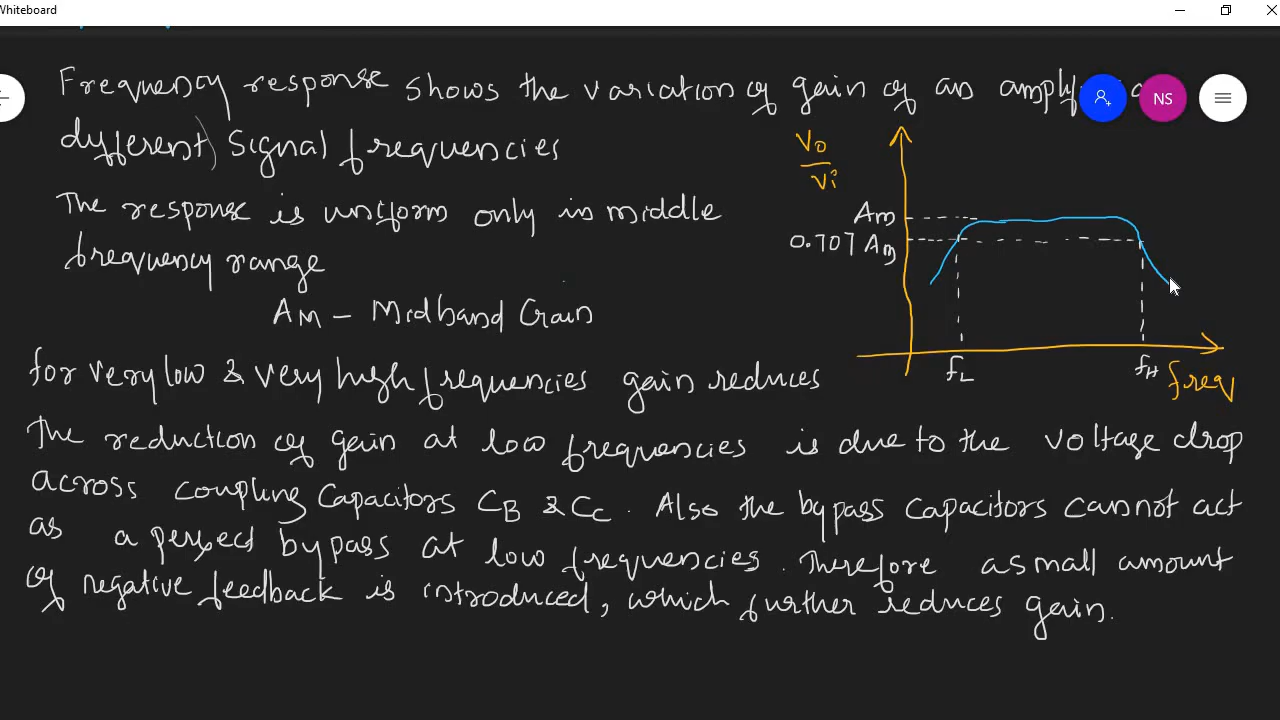 Whiteboard
Frequency response shows the variation of gain of an
different signal frequencies
NS
Vo
Vi
The response is uniform only in middle
frequency range
Am
0.707 Am
AM - Midband Gain
fL
fH
freq
for very low & very high frequencies gain reduces
The reduction of gain at low frequencies is due to the voltage drop
across coupling capacitors CB & CC. Also the bypass capacitors cannot act
as a perfect bypass at low frequencies. Therefore a small amount
of negative feedback is introduced, which further reduces gain.